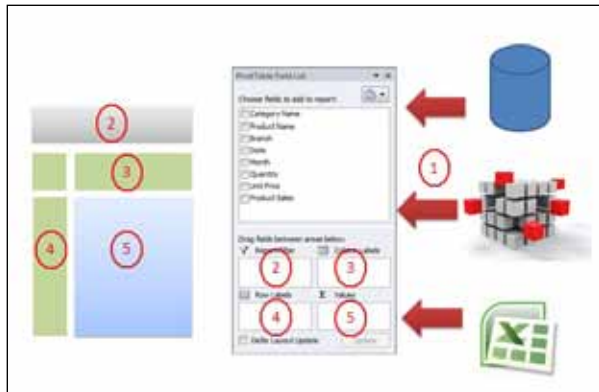 2
3
4
5
PivotTable Field List
Choose fields to add to report:
Category Name
Product Name
Branch
Date
Month
Quantity
Unit Price
Product Sales
Drag fields between areas below:
Report Filter
Column Labels
2
3
Row Labels
Σ Values
4
5
Defer Layout Update
Update
1
X